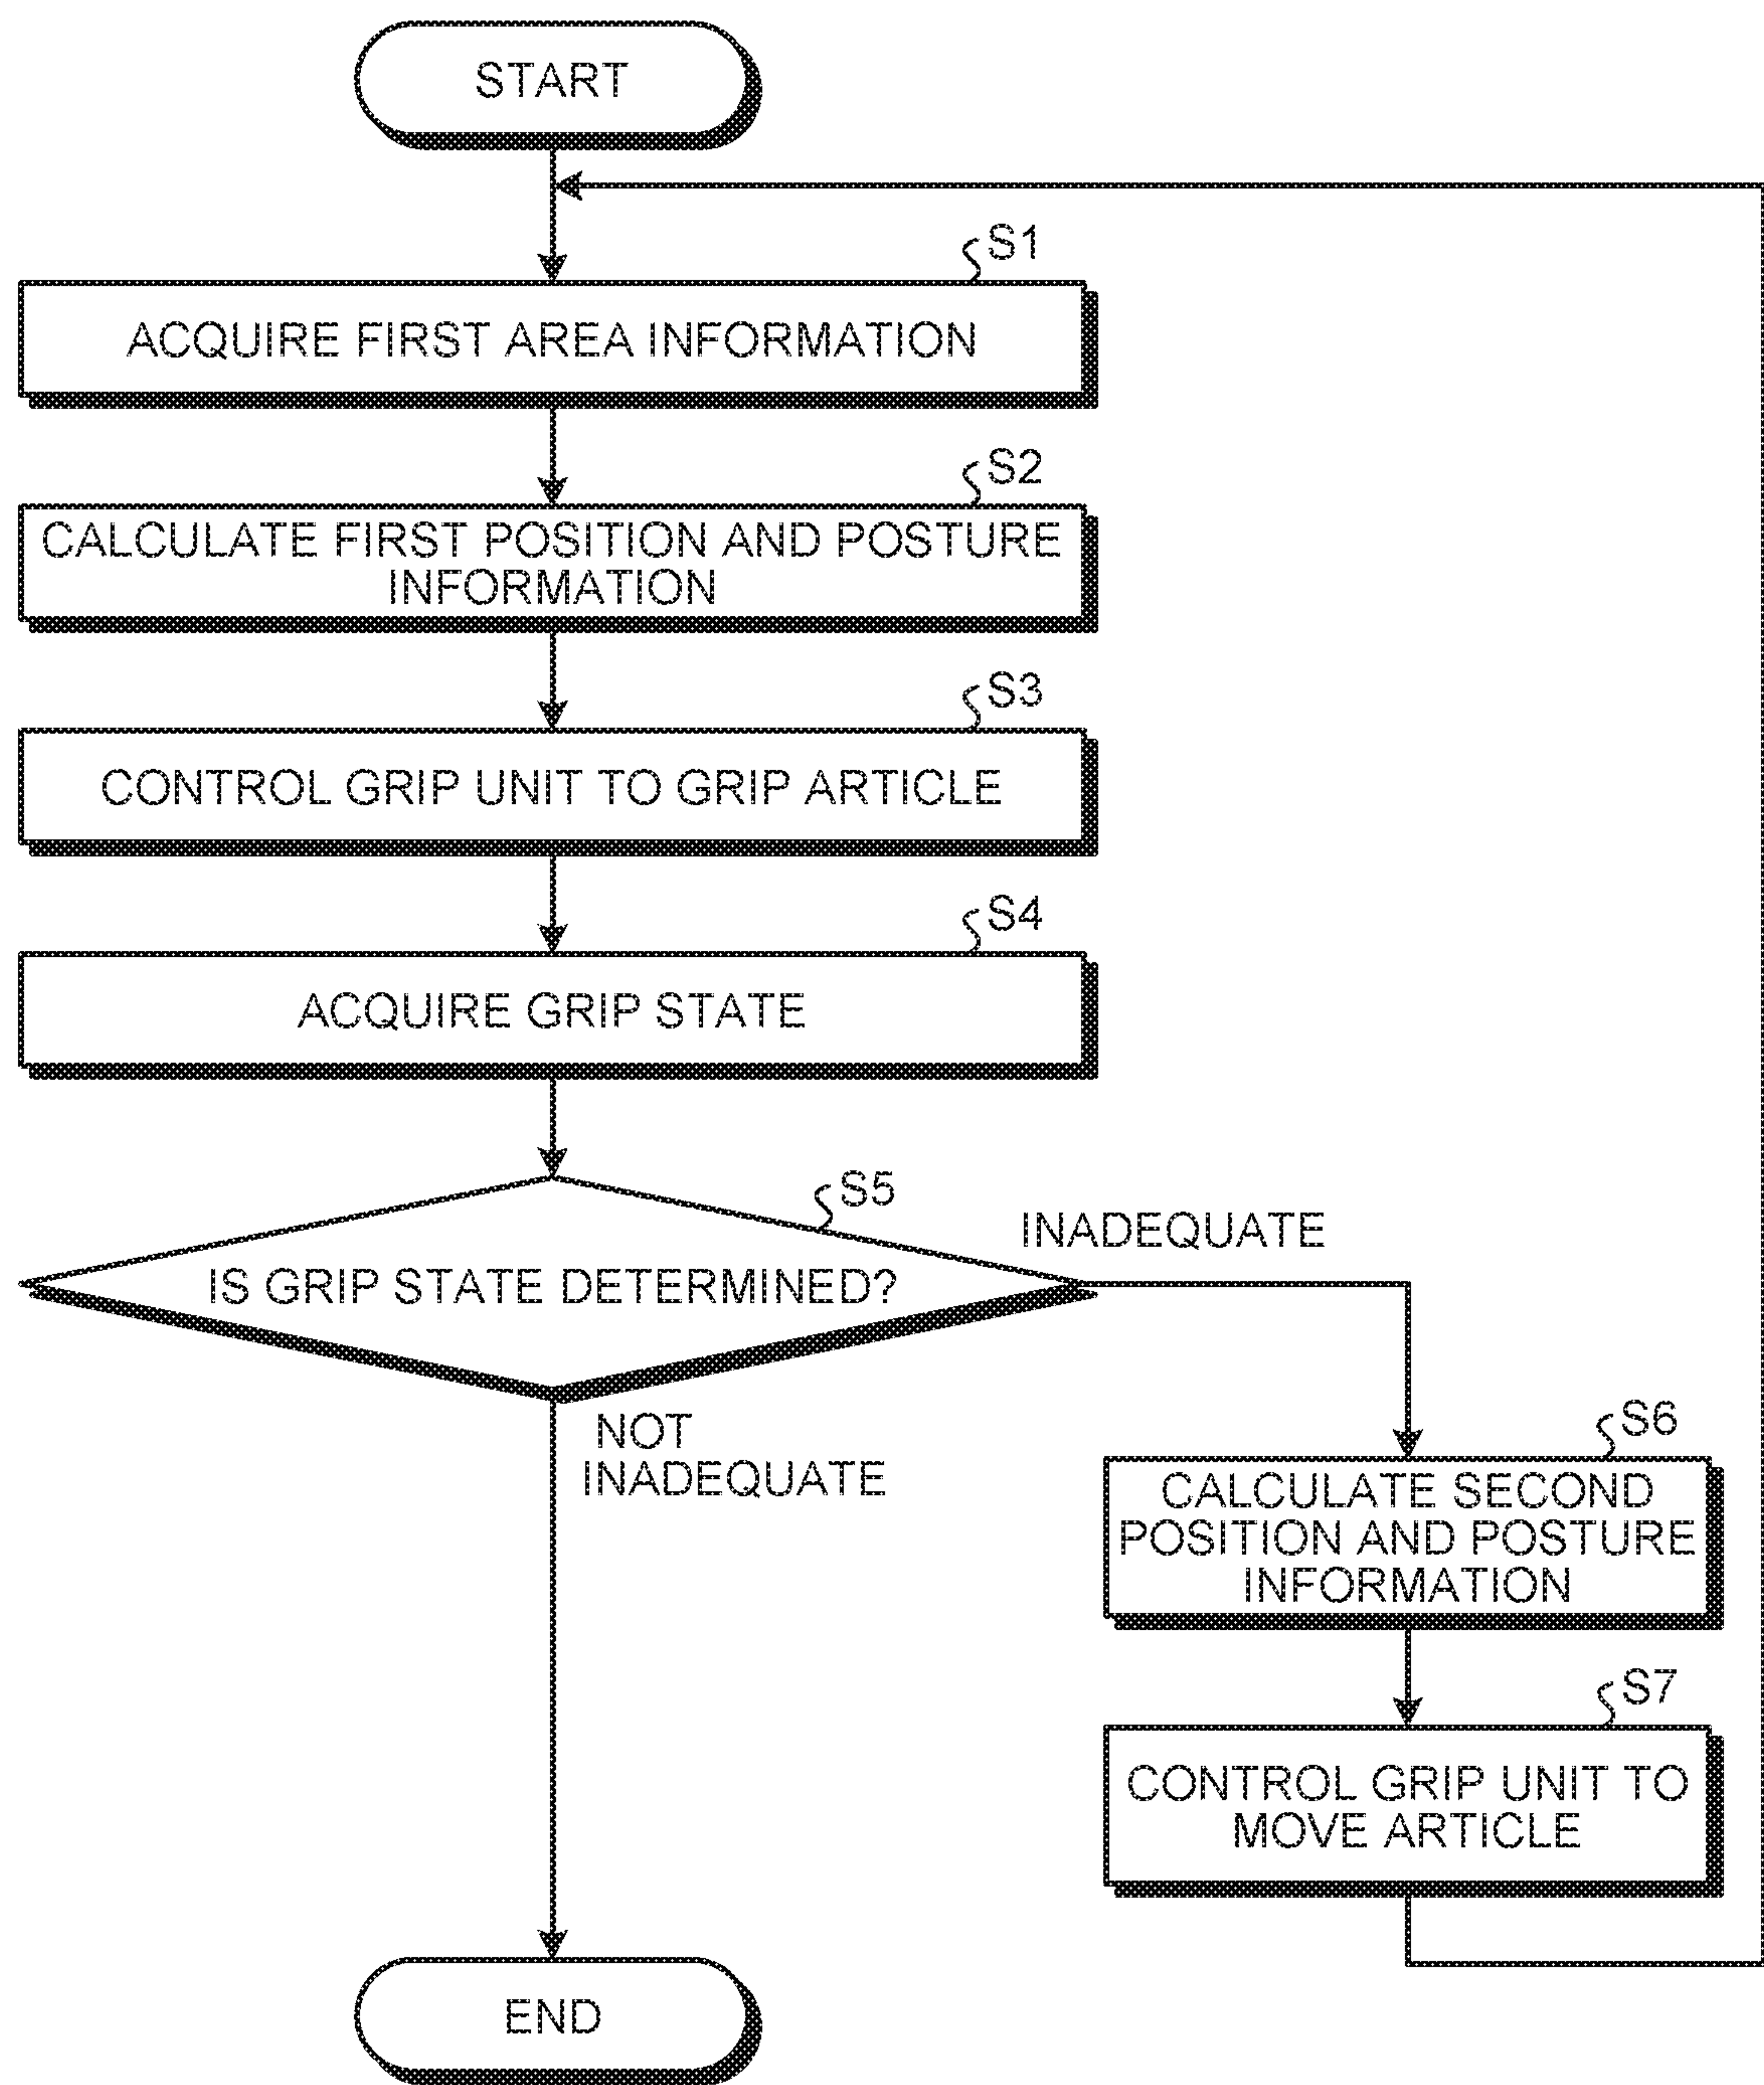 START
S1
ACQUIRE FIRST AREA INFORMATION
S2
CALCULATE FIRST POSITION AND POSTURE
INFORMATION
S3
CONTROL GRIP UNIT TO GRIP ARTICLE
S4
ACQUIRE GRIP STATE
S5
IS GRIP STATE DETERMINED?
INADEQUATE
NOT
INADEQUATE
S6
CALCULATE SECOND
POSITION AND POSTURE
INFORMATION
S7
CONTROL GRIP UNIT TO
MOVE ARTICLE
END